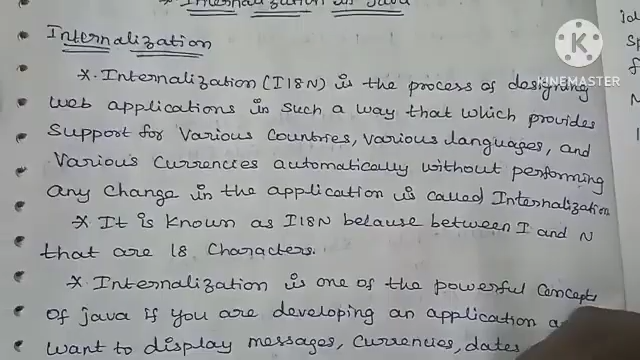 * Internalization in Java
Internalization
* Internalization (I18N) is the process of designing
web applications in such a way that which provides
Support for various Countries, various languages, and
various currencies automatically without performing
any change in the application is called Internalization
* It is known as I18N because between I and N
that are 18 characters.
* Internalization is one of the powerful concepts
of java if you are developing an application
want to display messages, currencies, dates
KINEMASTER